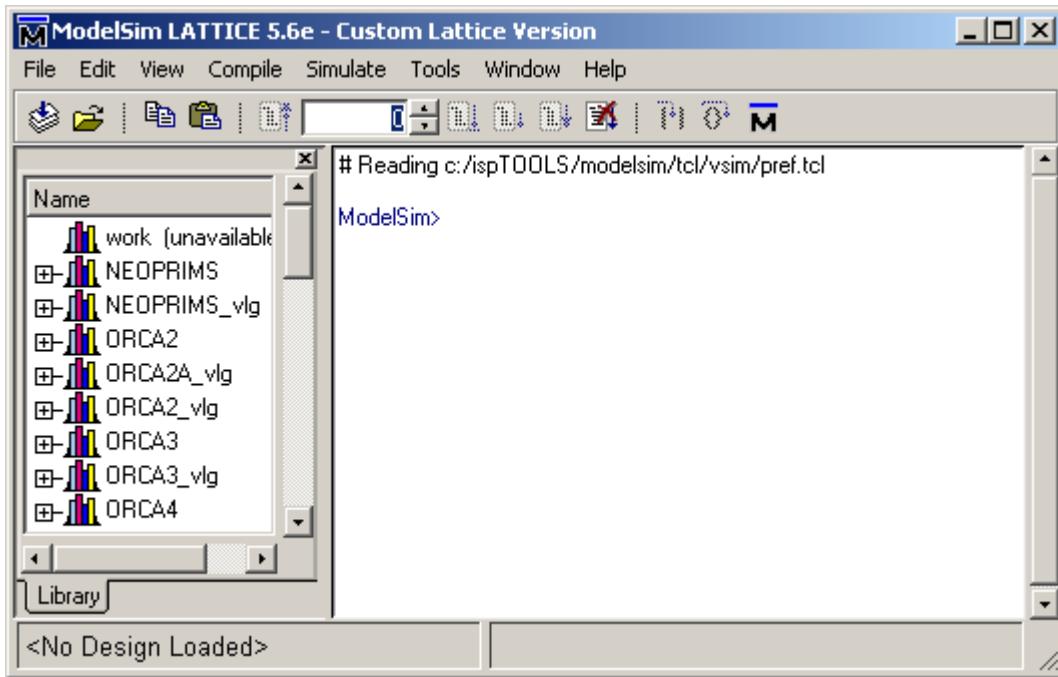 ModelSim LATTICE 5.6e - Custom Lattice Version
File Edit View Compile Simulate Tools Window Help
0
Name
work (unavailable
NEOPRIMS
NEOPRIMS_vlg
ORCA2
ORCA2A_vlg
ORCA2_vlg
ORCA3
ORCA3_vlg
ORCA4
Library
# Reading c:/ispTOOLS/modelsim/tcl/vsim/pref.tcl
ModelSim>
<No Design Loaded>